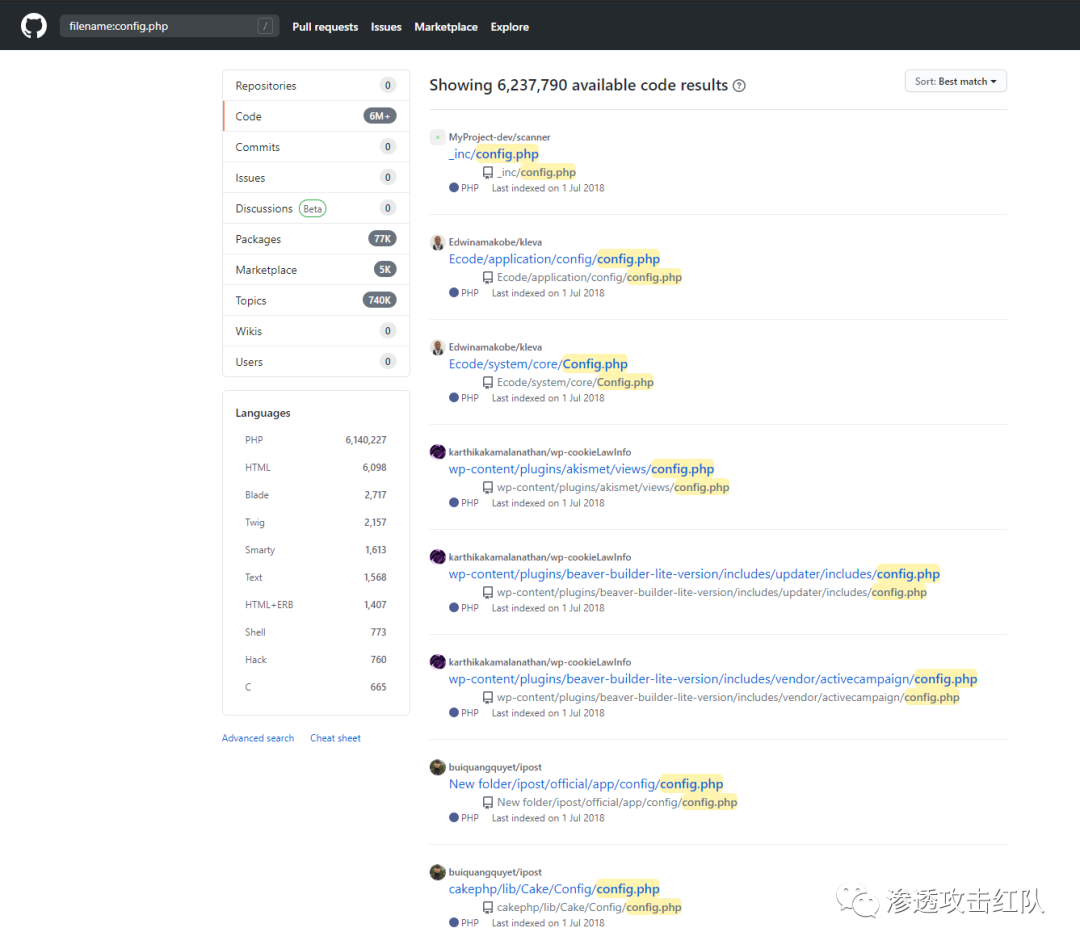 filename:config.php / Pull requests Issues Marketplace Explore
Repositories 0
Code 6M+
Commits 0
Issues 0
Discussions Beta 0
Packages 77K
Marketplace 5K
Topics 740K
Wikis 0
Users 0
Languages
PHP 6,140,227
HTML 6,098
Blade 2,717
Twig 2,157
Smarty 1,613
Text 1,568
HTML+ERB 1,407
Shell 773
Hack 760
C 665
Advanced search Cheat sheet
Showing 6,237,790 available code results ?
Sort: Best match
MyProject-dev/scanner
_inc/config.php
_inc/config.php
PHP Last indexed on 1 Jul 2018
Edwinamakobe/kleva
Ecode/application/config/config.php
Ecode/application/config/config.php
PHP Last indexed on 1 Jul 2018
Edwinamakobe/kleva
Ecode/system/core/Config.php
Ecode/system/core/Config.php
PHP Last indexed on 1 Jul 2018
karthikakamalanathan/wp-cookieLawInfo
wp-content/plugins/akismet/views/config.php
wp-content/plugins/akismet/views/config.php
PHP Last indexed on 1 Jul 2018
karthikakamalanathan/wp-cookieLawInfo
wp-content/plugins/beaver-builder-lite-version/includes/updater/includes/config.php
wp-content/plugins/beaver-builder-lite-version/includes/updater/includes/config.php
PHP Last indexed on 1 Jul 2018
karthikakamalanathan/wp-cookieLawInfo
wp-content/plugins/beaver-builder-lite-version/includes/vendor/activecampaign/config.php
wp-content/plugins/beaver-builder-lite-version/includes/vendor/activecampaign/config.php
PHP Last indexed on 1 Jul 2018
buiquangquyet/ipost
New folder/ipost/official/app/config/config.php
New folder/ipost/official/app/config/config.php
PHP Last indexed on 1 Jul 2018
buiquangquyet/ipost
cakephp/lib/Cake/Config/config.php
cakephp/lib/Cake/Config/config.php
PHP Last indexed on 1 Jul 2018
渗透攻击红队